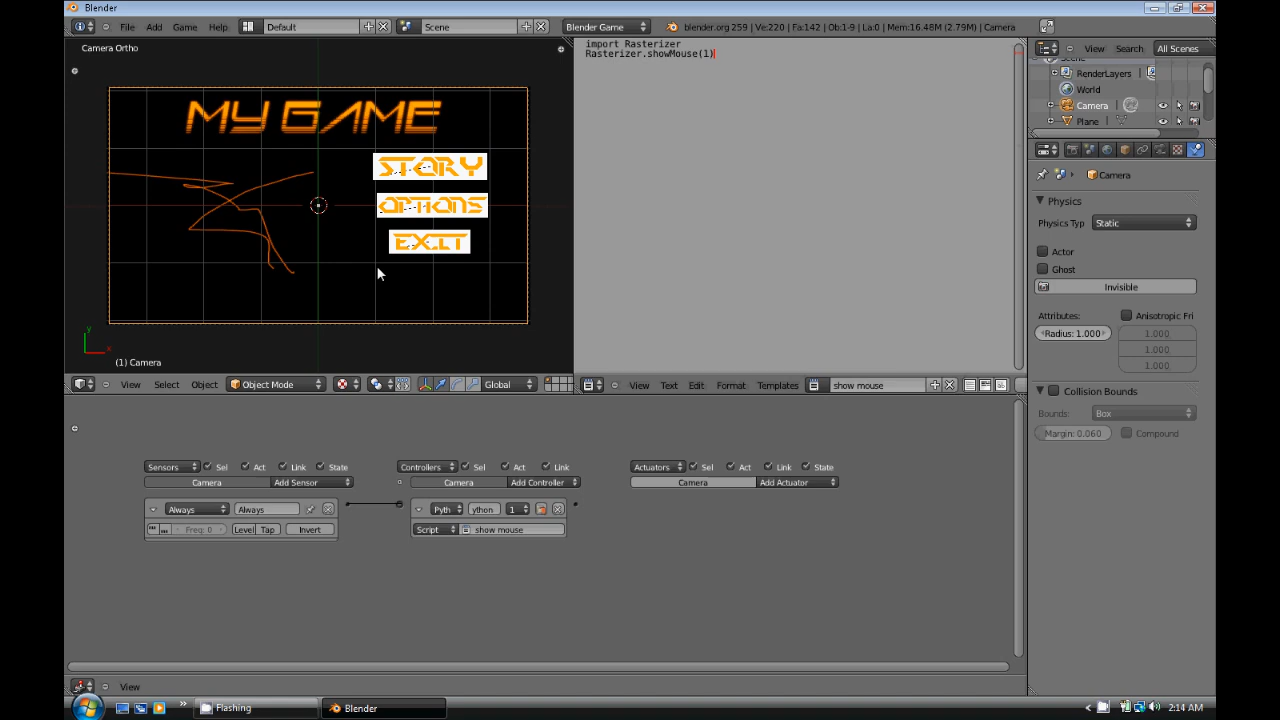 Blender
File Add Game Help Default Scene Blender Game blender.org 259 | Ve:220 | Fa:142 | Ob:1-9 | La:0 | Mem:16.48M (2.79M) | Camera
Camera Ortho
MY GAME
STORY
OPTIONS
EXIT
y
x
(1) Camera
View Select Object Object Mode Global
import Rasterizer
Rasterizer.showMouse(1)
View Text Edit Format Templates show mouse
View Search All Scenes
Scene
RenderLayers
World
Camera
Plane
Camera
Physics
Physics Typ Static
Actor
Ghost
Invisible
Attributes: Anisotropic Fri
Radius: 1.000 1.000
1.000
1.000
Collision Bounds
Bounds: Box
Margin: 0.060 Compound
Sensors Sel Act Link State Controllers Sel Act Link Actuators Sel Act Link State
Camera Add Sensor Camera Add Controller Camera Add Actuator
Always Always Pyth ython 1
Freq: 0 Level Tap Invert Script show mouse
View
Flashing Blender 2:14 AM